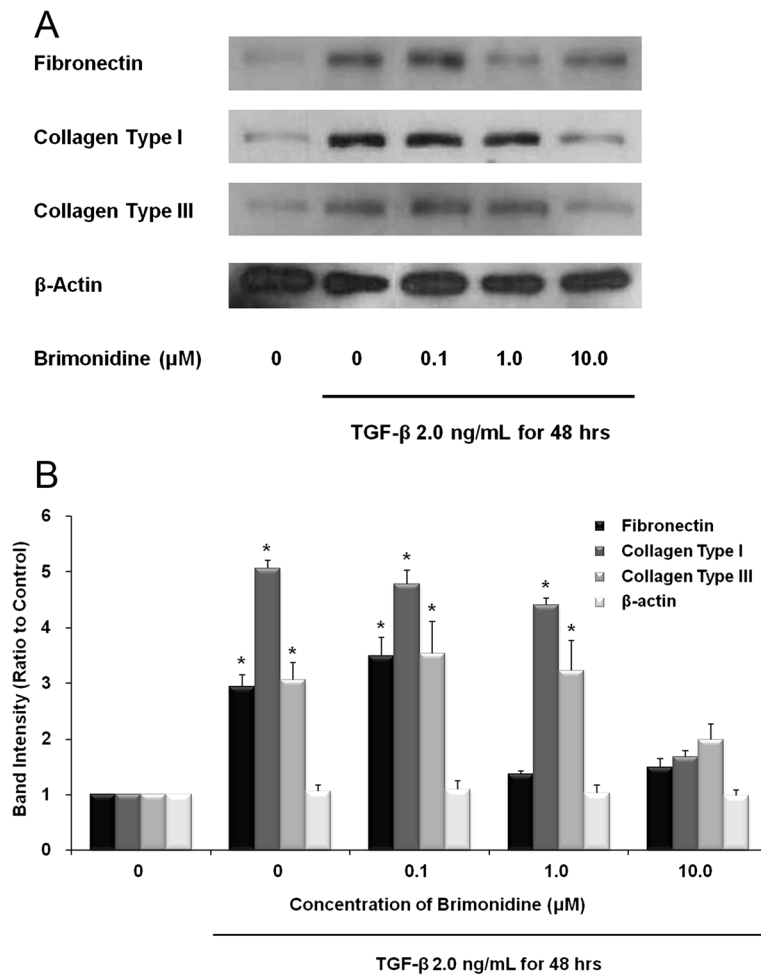 A
Fibronectin
Collagen Type I
Collagen Type III
β-Actin
Brimonidine (μM) 0 0 0.1 1.0 10.0
TGF-β 2.0 ng/mL for 48 hrs
B
Band Intensity (Ratio to Control)
6
5
4
3
2
1
0
* * *
* * *
* *
Fibronectin
Collagen Type I
Collagen Type III
β-actin
0 0 0.1 1.0 10.0
Concentration of Brimonidine (μM)
TGF-β 2.0 ng/mL for 48 hrs